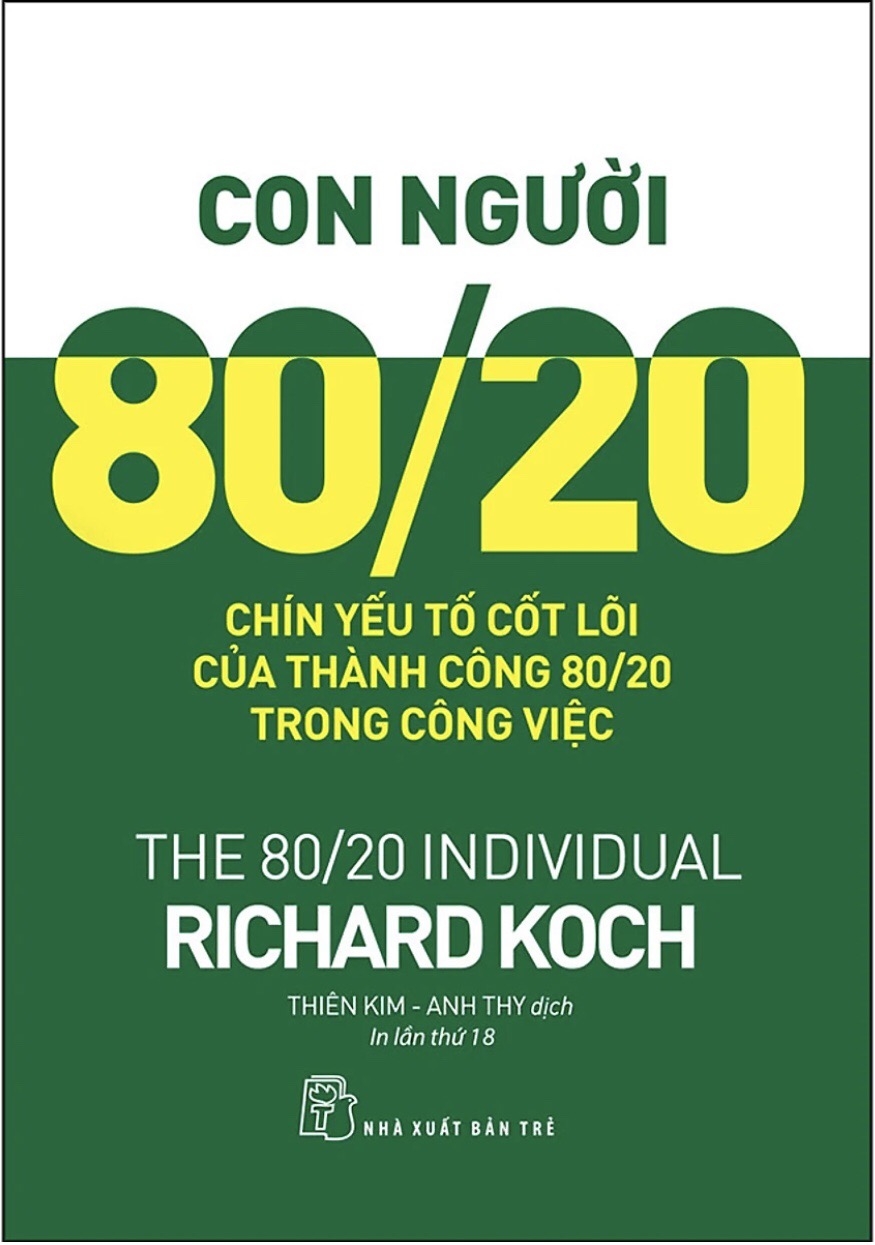 CON NGƯỜI
80/20
CHÍN YẾU TỐ CỐT LÕI
CỦA THÀNH CÔNG 80/20
TRONG CÔNG VIỆC
THE 80/20 INDIVIDUAL
RICHARD KOCH
THIÊN KIM - ANH THY dịch
In lần thứ 18
T
NHÀ XUẤT BẢN TRẺ